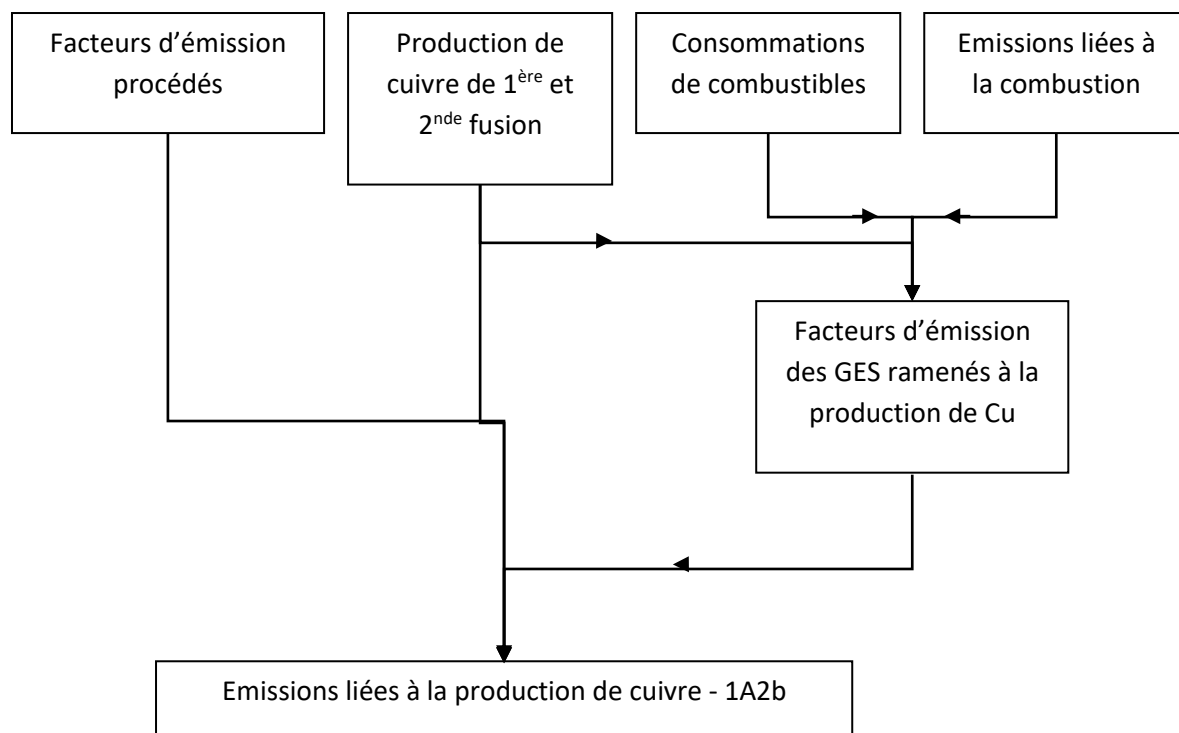 Facteurs d’émission
procédés
Production de
cuivre de 1ère et
2nde fusion
Consommations
de combustibles
Emissions liées à
la combustion
Facteurs d’émission
des GES ramenés à la
production de Cu
Emissions liées à la production de cuivre - 1A2b